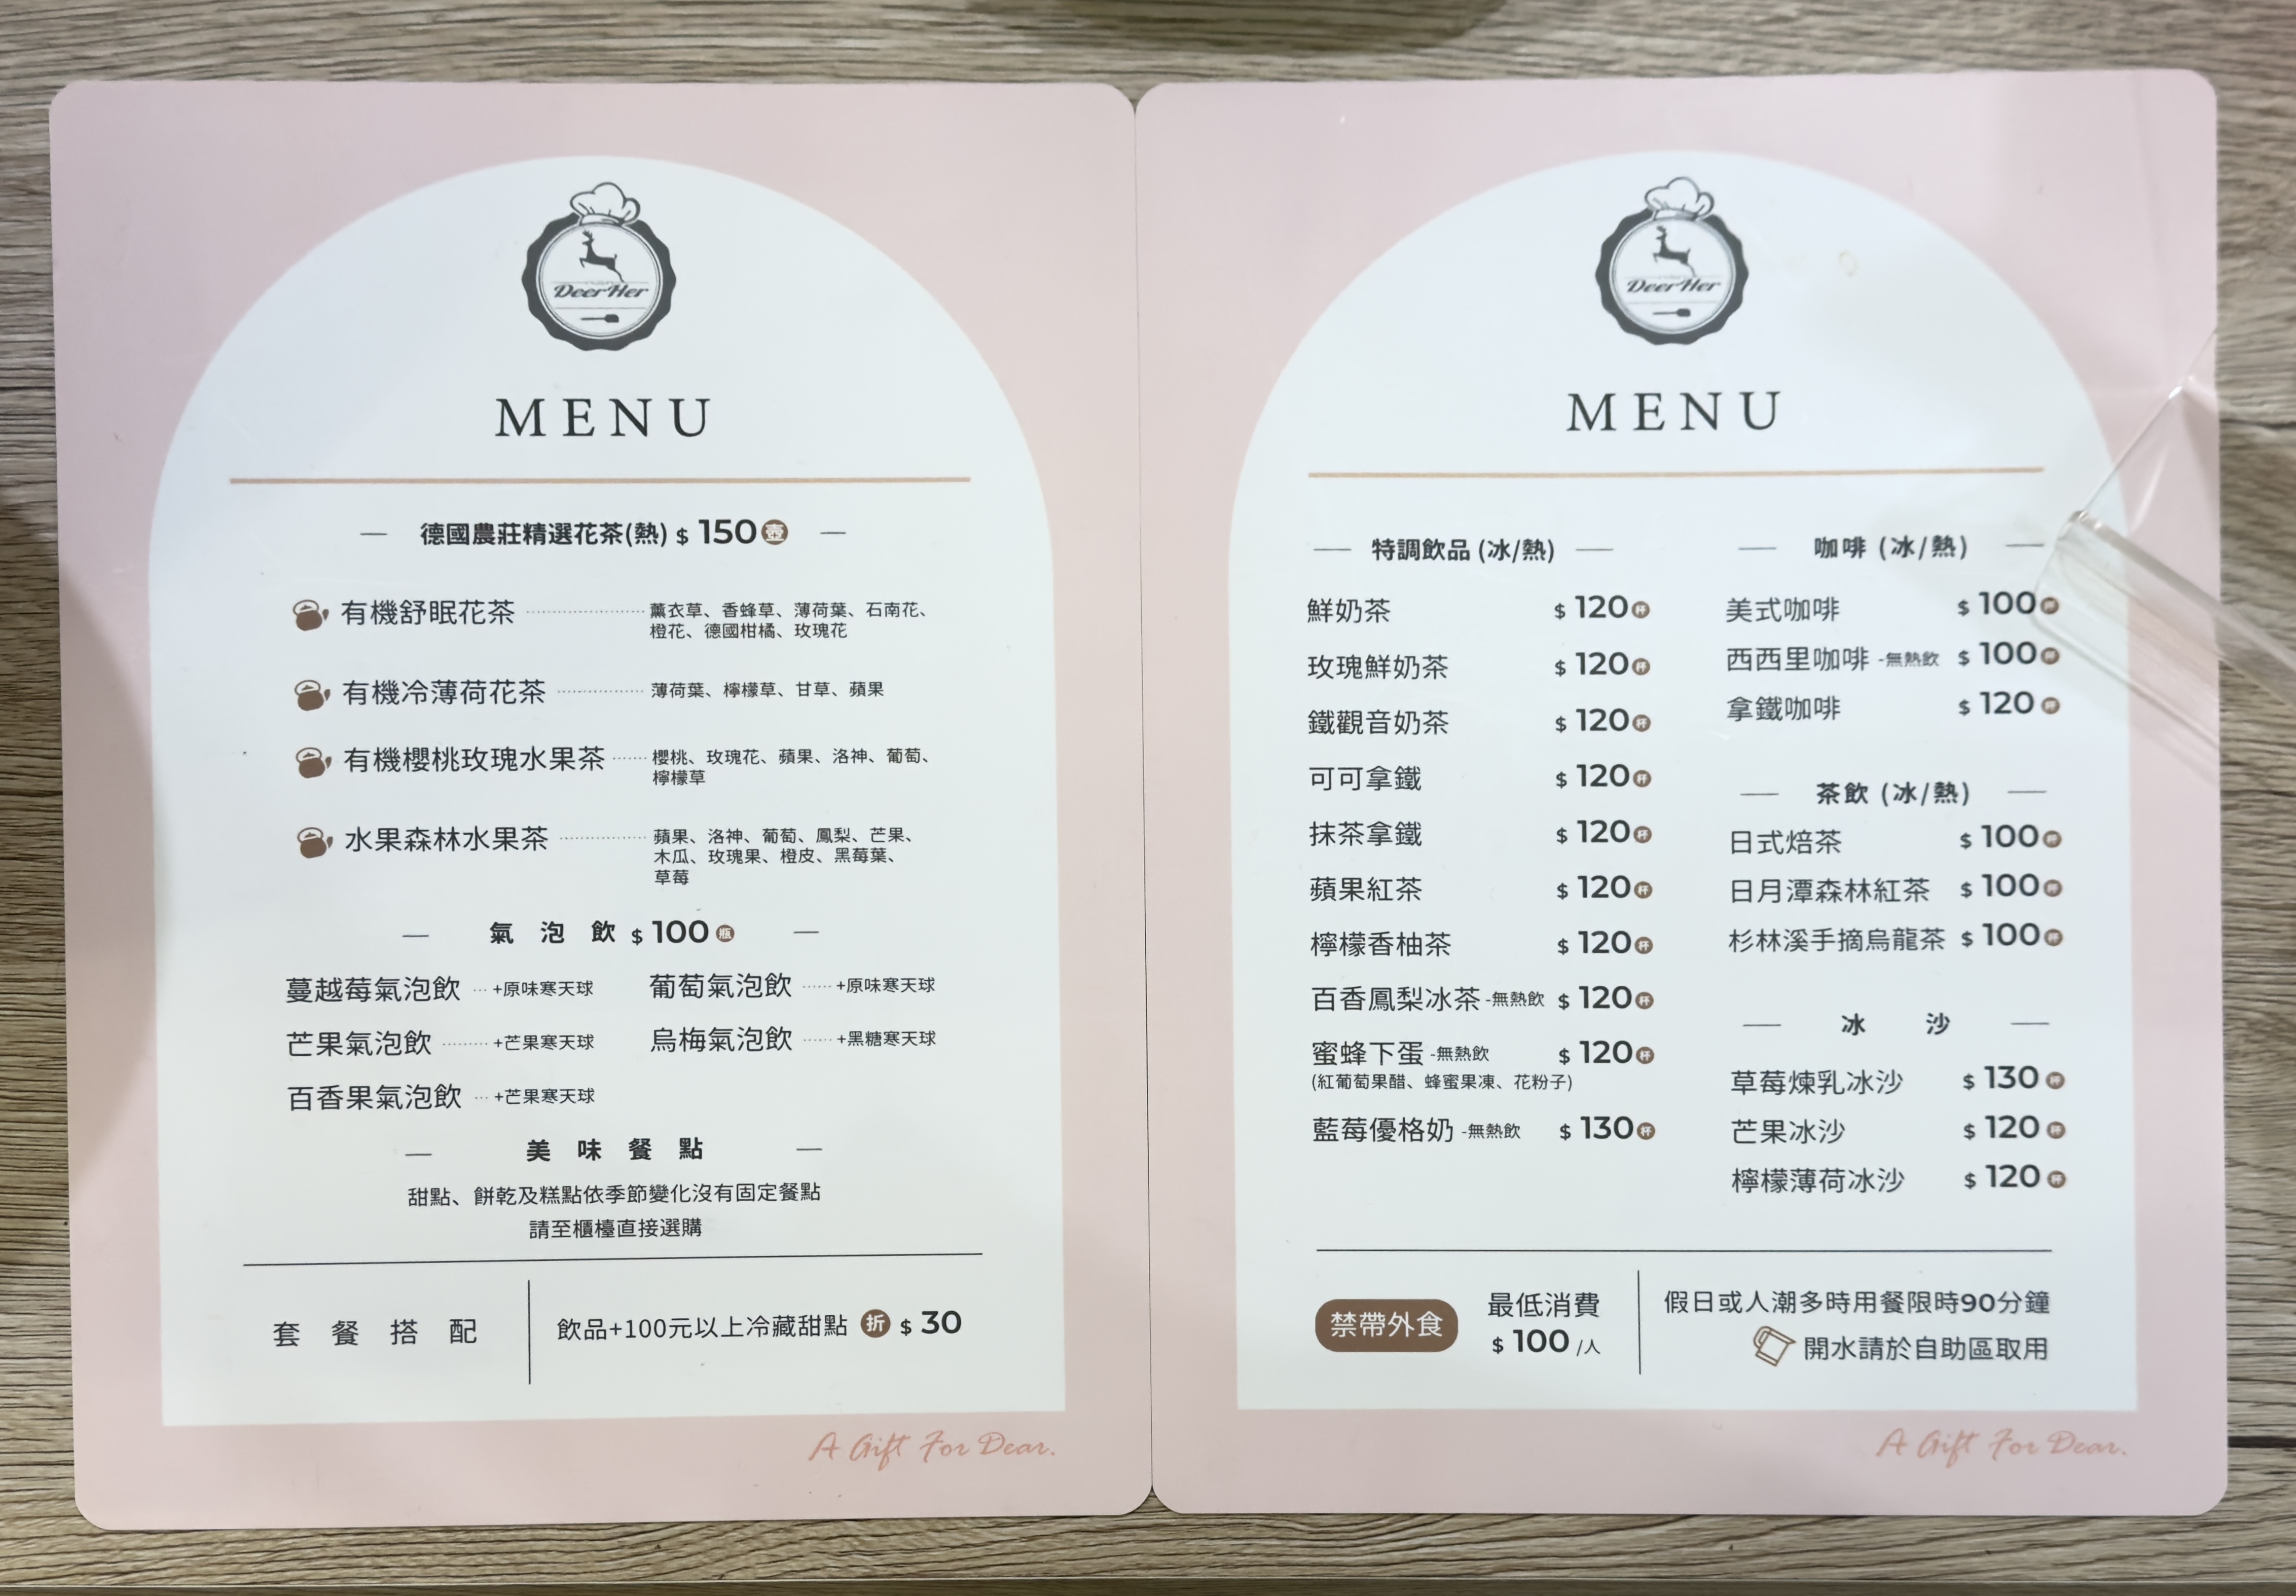 DeerHer
MENU
德國農莊精選花茶(熱) $ 150 壺
有機舒眠花茶 薰衣草、香蜂草、薄荷葉、石南花、
橙花、德國柑橘、玫瑰花
有機冷薄荷花茶 薄荷葉、檸檬草、甘草、蘋果
有機櫻桃玫瑰水果茶 櫻桃、玫瑰花、蘋果、洛神、葡萄、
檸檬草
水果森林水果茶 蘋果、洛神、葡萄、鳳梨、芒果、
木瓜、玫瑰果、橙皮、黑莓葉、
草莓
氣泡飲 $ 100 瓶
蔓越莓氣泡飲 +原味寒天球 葡萄氣泡飲 +原味寒天球
芒果氣泡飲 +芒果寒天球 烏梅氣泡飲 +黑糖寒天球
百香果氣泡飲 +芒果寒天球
美味餐點
甜點、餅乾及糕點依季節變化沒有固定餐點
請至櫃檯直接選購
套餐搭配 飲品+100元以上冷藏甜點 折 $ 30
A Gift For Dear.
DeerHer
MENU
特調飲品 (冰/熱)
鮮奶茶 $ 120 杯
玫瑰鮮奶茶 $ 120 杯
鐵觀音奶茶 $ 120 杯
可可拿鐵 $ 120 杯
抹茶拿鐵 $ 120 杯
蘋果紅茶 $ 120 杯
檸檬香柚茶 $ 120 杯
百香鳳梨冰茶 -無熱飲 $ 120 杯
蜜蜂下蛋 -無熱飲 $ 120 杯
(紅葡萄果醋、蜂蜜果凍、花粉子)
藍莓優格奶 -無熱飲 $ 130 杯
咖啡 (冰/熱)
美式咖啡 $ 100 杯
西西里咖啡 -無熱飲 $ 100 杯
拿鐵咖啡 $ 120 杯
茶飲 (冰/熱)
日式焙茶 $ 100 杯
日月潭森林紅茶 $ 100 杯
杉林溪手摘烏龍茶 $ 100 杯
冰沙
草莓煉乳冰沙 $ 130 杯
芒果冰沙 $ 120 杯
檸檬薄荷冰沙 $ 120 杯
禁帶外食
最低消費
$ 100 /人
假日或人潮多時用餐限時90分鐘
開水請於自助區取用
A Gift For Dear.